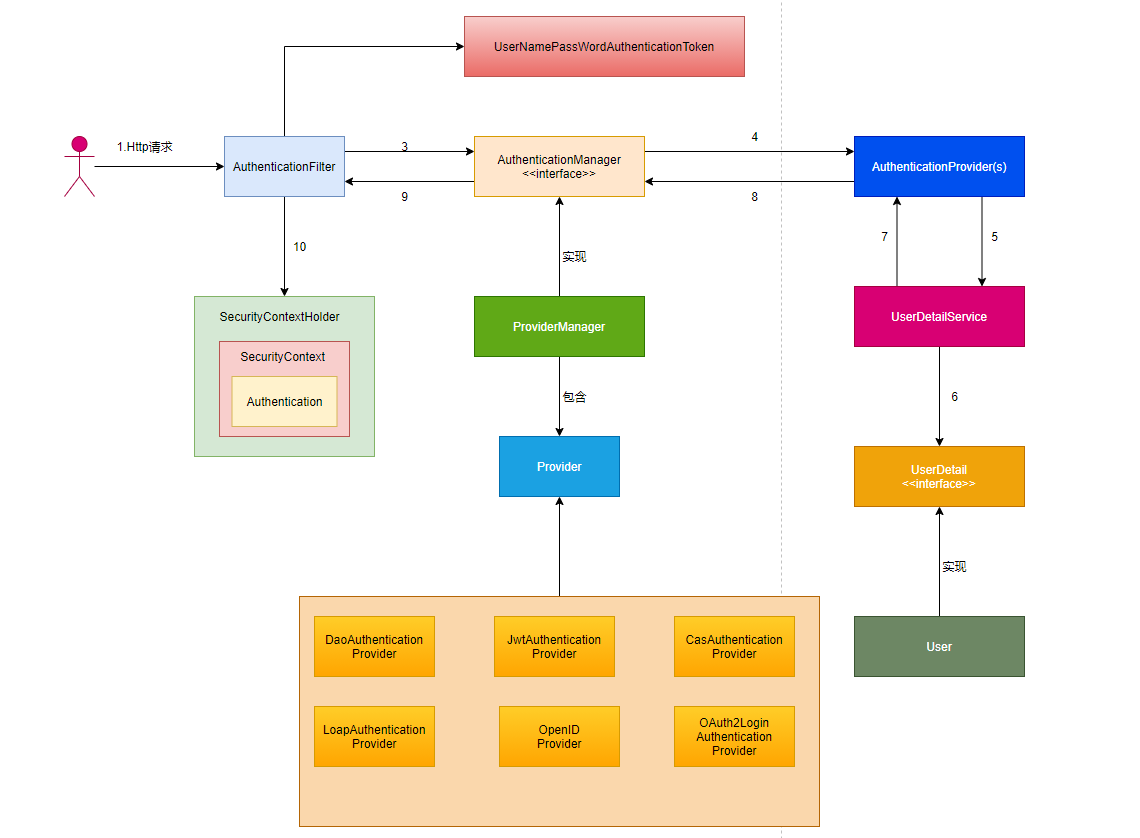 UserNamePassWordAuthenticationToken
1.Http请求
AuthenticationFilter
3
9
AuthenticationManager
<<interface>>
4
8
AuthenticationProvider(s)
10
实现
7
5
SecurityContextHolder
SecurityContext
Authentication
ProviderManager
UserDetailService
包含
6
Provider
UserDetail
<<interface>>
实现
User
DaoAuthentication
Provider
JwtAuthentication
Provider
CasAuthentication
Provider
LoapAuthentication
Provider
OpenID
Provider
OAuth2Login
Authentication
Provider